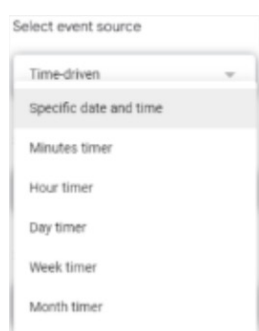 Select event source
Time-driven
Specific date and time
Minutes timer
Hour timer
Day timer
Week timer
Month timer